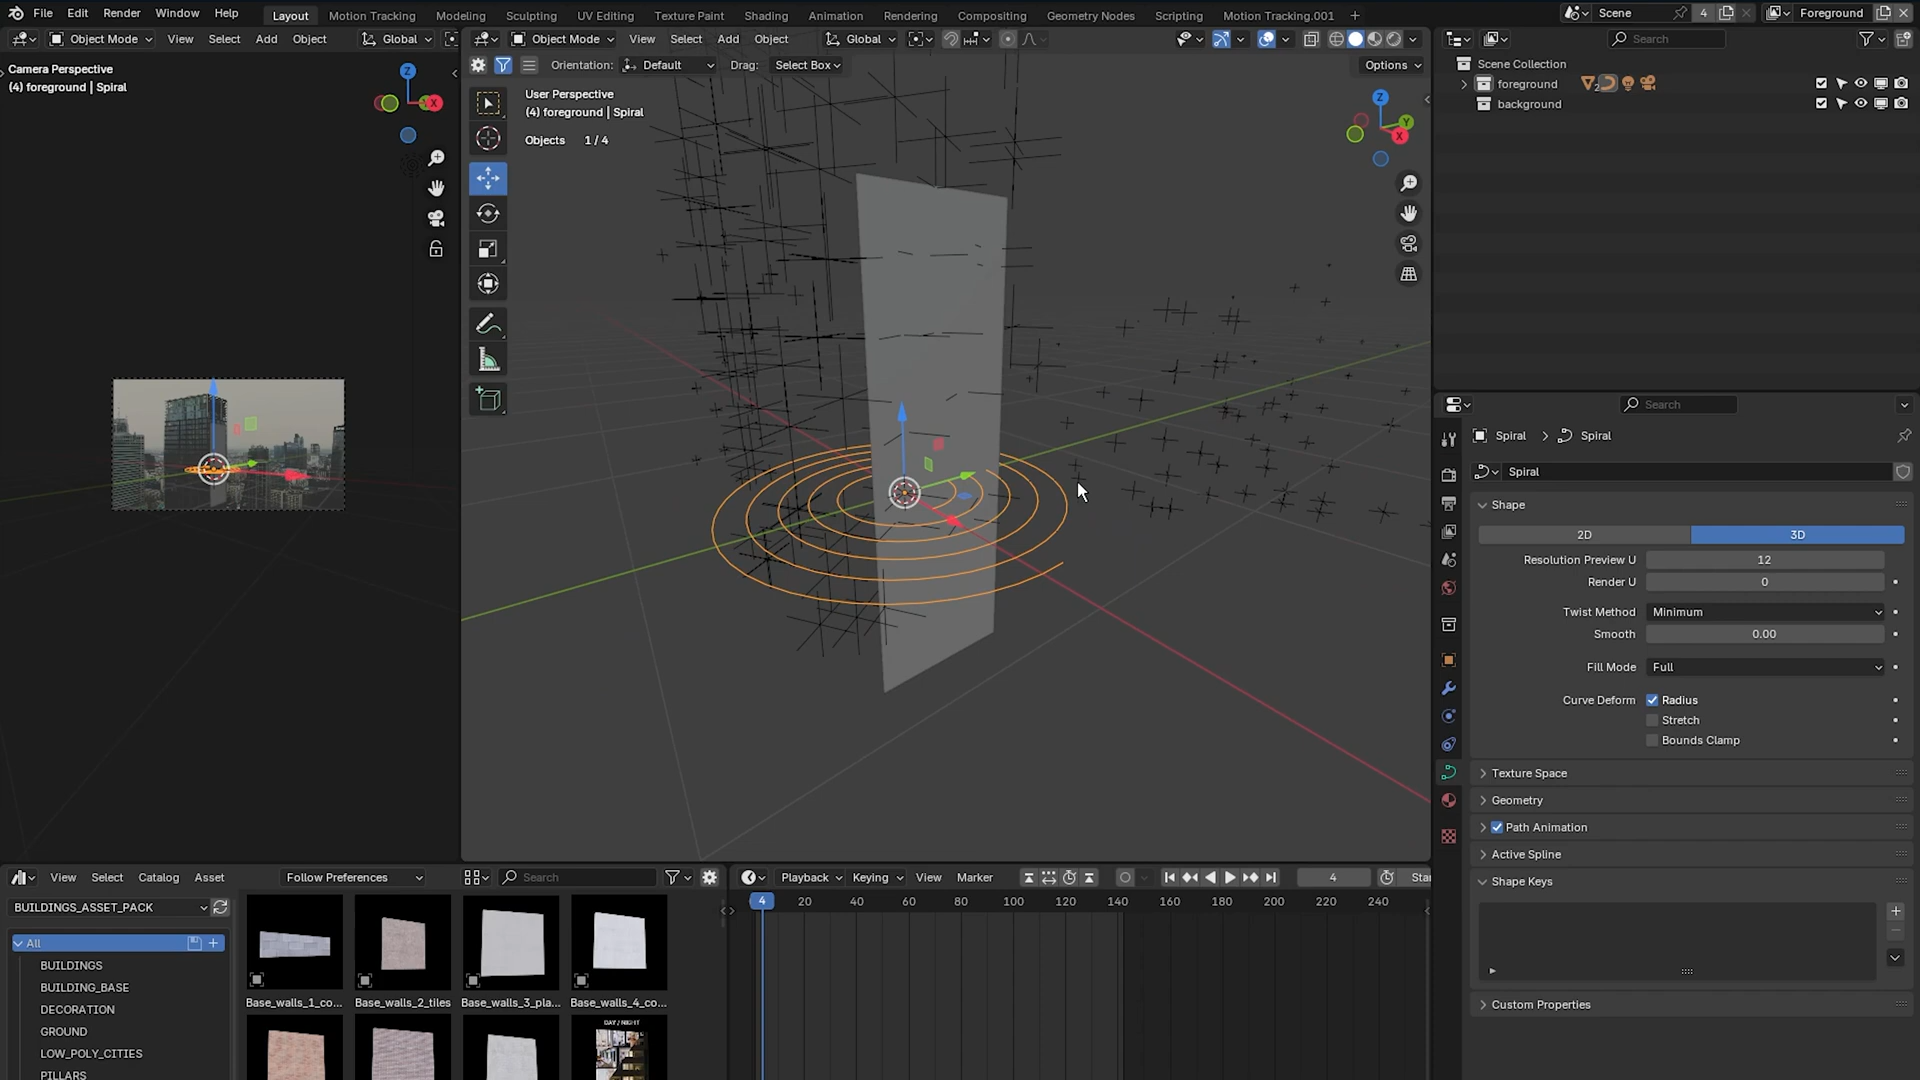 File Edit Render Window Help Layout Motion Tracking Modeling Sculpting UV Editing Texture Paint Shading Animation Rendering Compositing Geometry Nodes Scripting Motion Tracking.001 + Scene 4 Foreground
Object Mode View Select Add Object Global
Object Mode View Select Add Object Global
Search
Orientation: Default Drag: Select Box Options
Camera Perspective
(4) foreground | Spiral
User Perspective
(4) foreground | Spiral
Objects 1 / 4
Z
X
Z
Y
X
Scene Collection
foreground
background
Search
Spiral > Spiral
Spiral
Shape
2D 3D
Resolution Preview U 12
Render U 0
Twist Method Minimum
Smooth 0.00
Fill Mode Full
Curve Deform Radius
Stretch
Bounds Clamp
Texture Space
Geometry
Path Animation
Active Spline
Shape Keys
Custom Properties
View Select Catalog Asset Follow Preferences Search
BUILDINGS_ASSET_PACK
All
BUILDINGS
BUILDING_BASE
DECORATION
GROUND
LOW_POLY_CITIES
PILLARS
Base_walls_1_co... Base_walls_2_tiles Base_walls_3_pla... Base_walls_4_co...
DAY / NIGHT
Playback Keying View Marker 4 Star
4 20 40 60 80 100 120 140 160 180 200 220 240